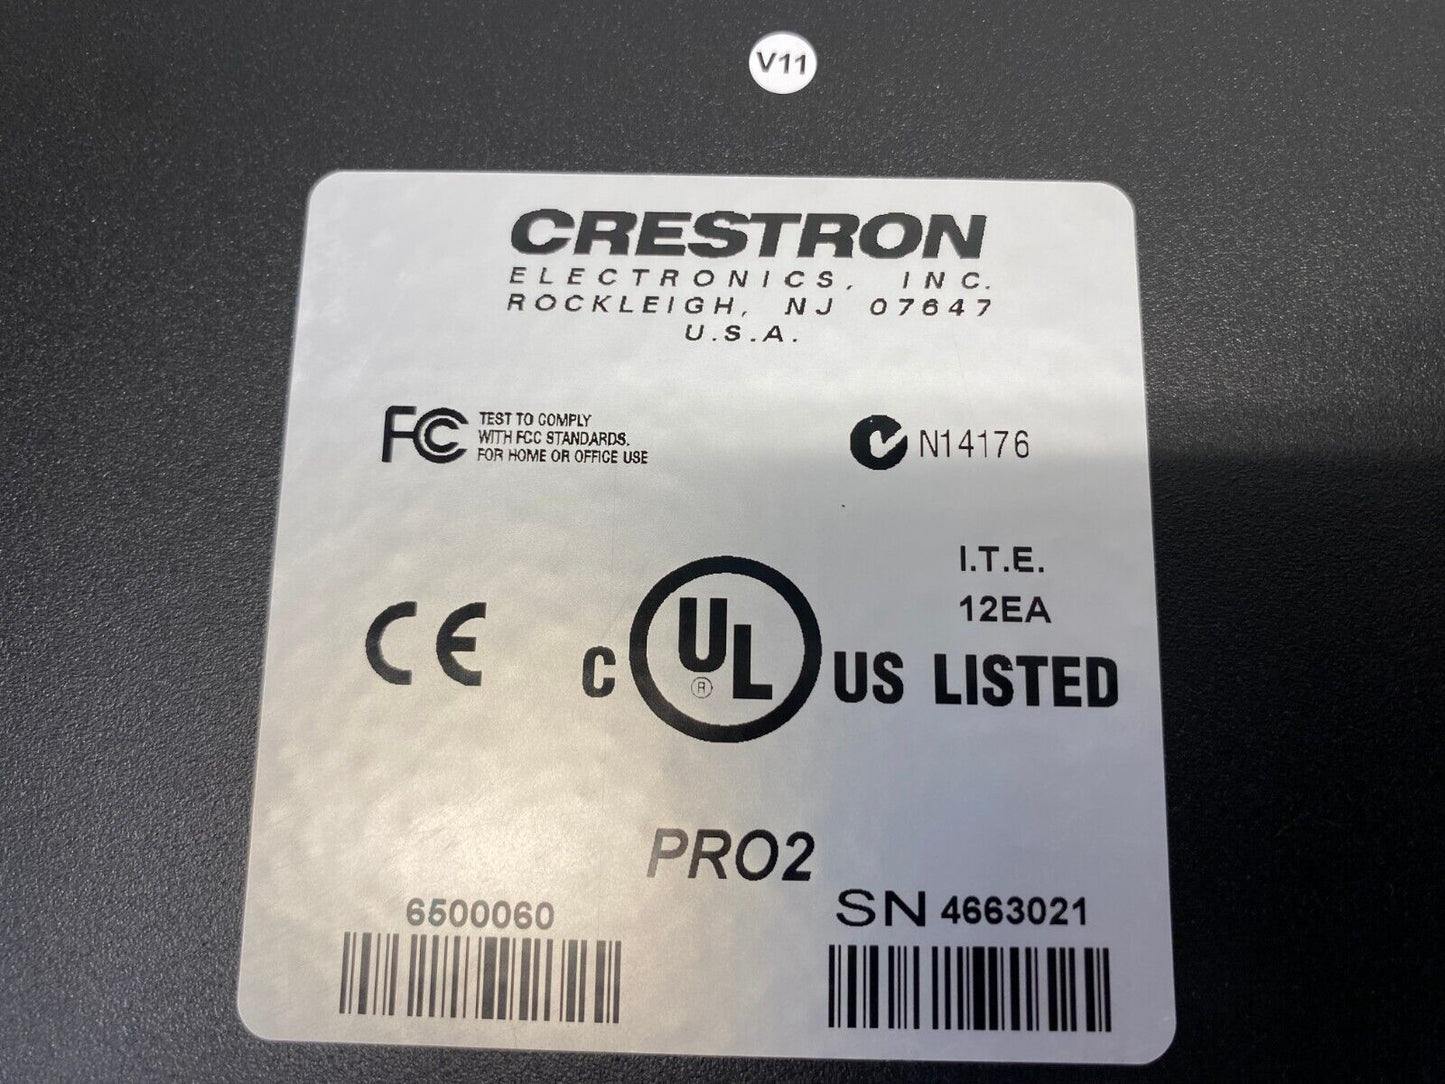 V11
CRESTRON
ELECTRONICS, INC.
ROCKLEIGH, NJ 07647
U.S.A.
FC TEST TO COMPLY
WITH FCC STANDARDS.
FOR HOME OR OFFICE USE
N14176
I.T.E.
12EA
CE
C UL ® US LISTED
PRO2
6500060
SN 4663021